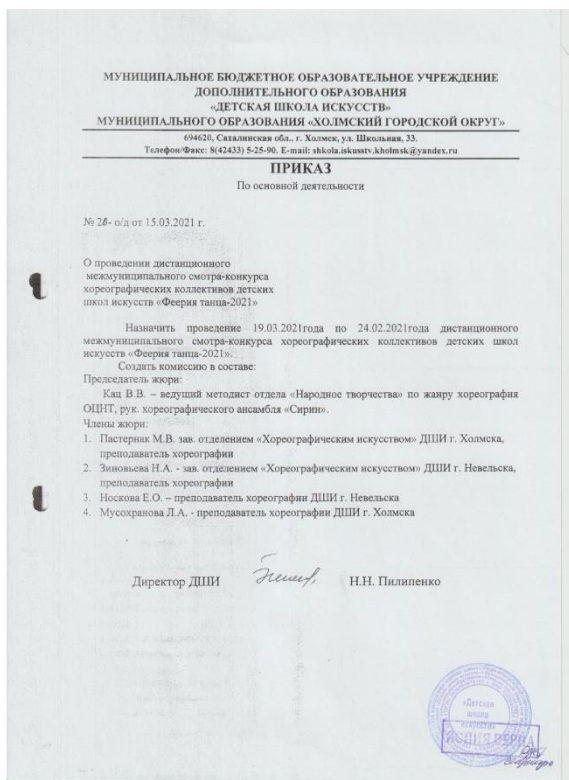 МУНИЦИПАЛЬНОЕ БЮДЖЕТНОЕ ОБРАЗОВАТЕЛЬНОЕ УЧРЕЖДЕНИЕ
ДОПОЛНИТЕЛЬНОГО ОБРАЗОВАНИЯ
«ДЕТСКАЯ ШКОЛА ИСКУССТВ»
МУНИЦИПАЛЬНОГО ОБРАЗОВАНИЯ «ХОЛМСКИЙ ГОРОДСКОЙ ОКРУГ»
694620, Сахалинская обл., г. Холмск, ул. Школьная, 33.
Телефон/Факс: 8(42433) 5-25-90. E-mail: shkola.iskusstv.kholmsk@yandex.ru
ПРИКАЗ
По основной деятельности
о/д от 15.03.2021 г.
О проведении дистанционного
межмуниципального смотра-конкурса
хореографических коллективов детских
школ искусств «Феерия танца-2021»
Назначить проведение 19.03.2021года по 24.02.2021года дистанционного
межмуниципального смотра-конкурса хореографических коллективов детских школ
искусств «Феерия танца-2021».
Создать комиссию в составе:
Председатель жюри:
Кац В.В. – ведущий методист отдела «Народное творчества» по жанру хореография
ОЦНТ, рук. хореографического ансамбля «Сирин».
Члены жюри:
1. Пастернак М.В. зав. отделением «Хореографическим искусством» ДШИ г. Холмска,
преподаватель хореографии
2. Зиновьева Н.А. - зав. отделением «Хореографическим искусством» ДШИ г. Невельска,
преподаватель хореографии
3. Носкова Е.О. – преподаватель хореографии ДШИ г. Невельска
4. Мусохранова Л.А. - преподаватель хореографии ДШИ г. Холмска
Директор ДШИ Н.Н. Пилипенко
«Детская
школа
искусств»
КОПИЯ ВЕРНА